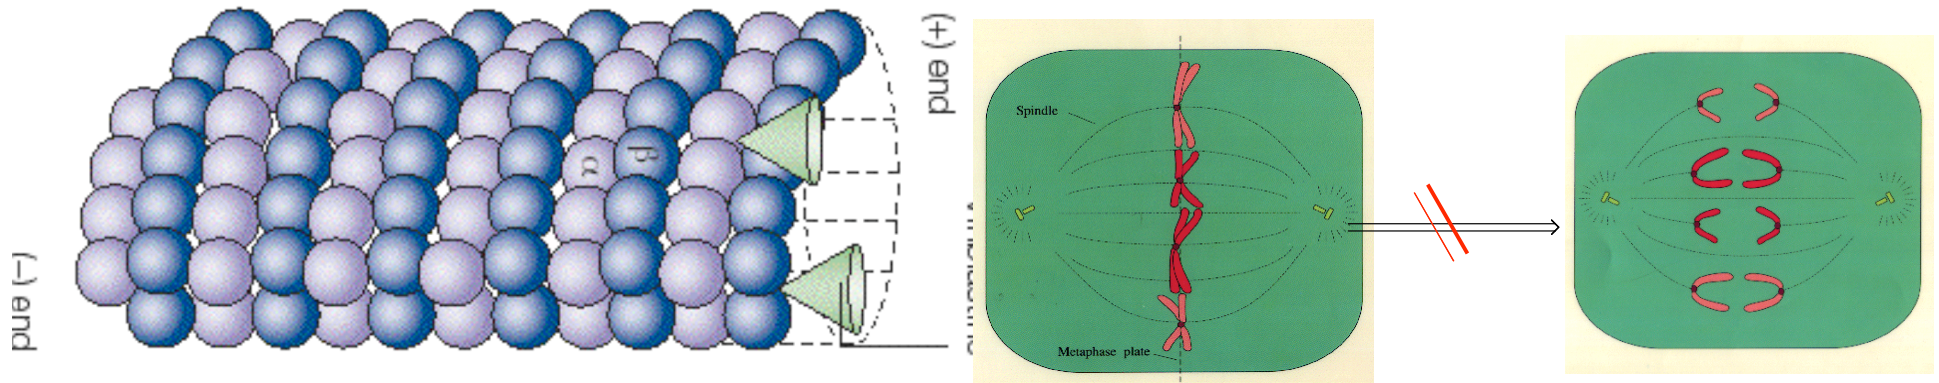 (+) end
(−) end
α
β
Spindle
Metaphase plate